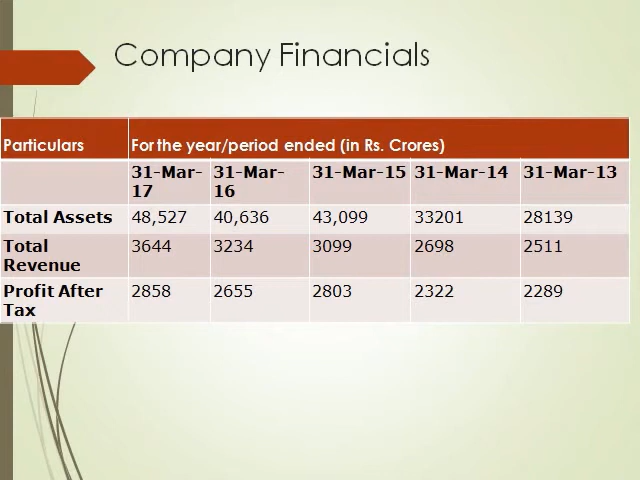 Company Financials
Particulars For the year/period ended (in Rs. Crores)
31-Mar-17 31-Mar-16 31-Mar-15 31-Mar-14 31-Mar-13
Total Assets 48,527 40,636 43,099 33201 28139
Total Revenue 3644 3234 3099 2698 2511
Profit After Tax 2858 2655 2803 2322 2289